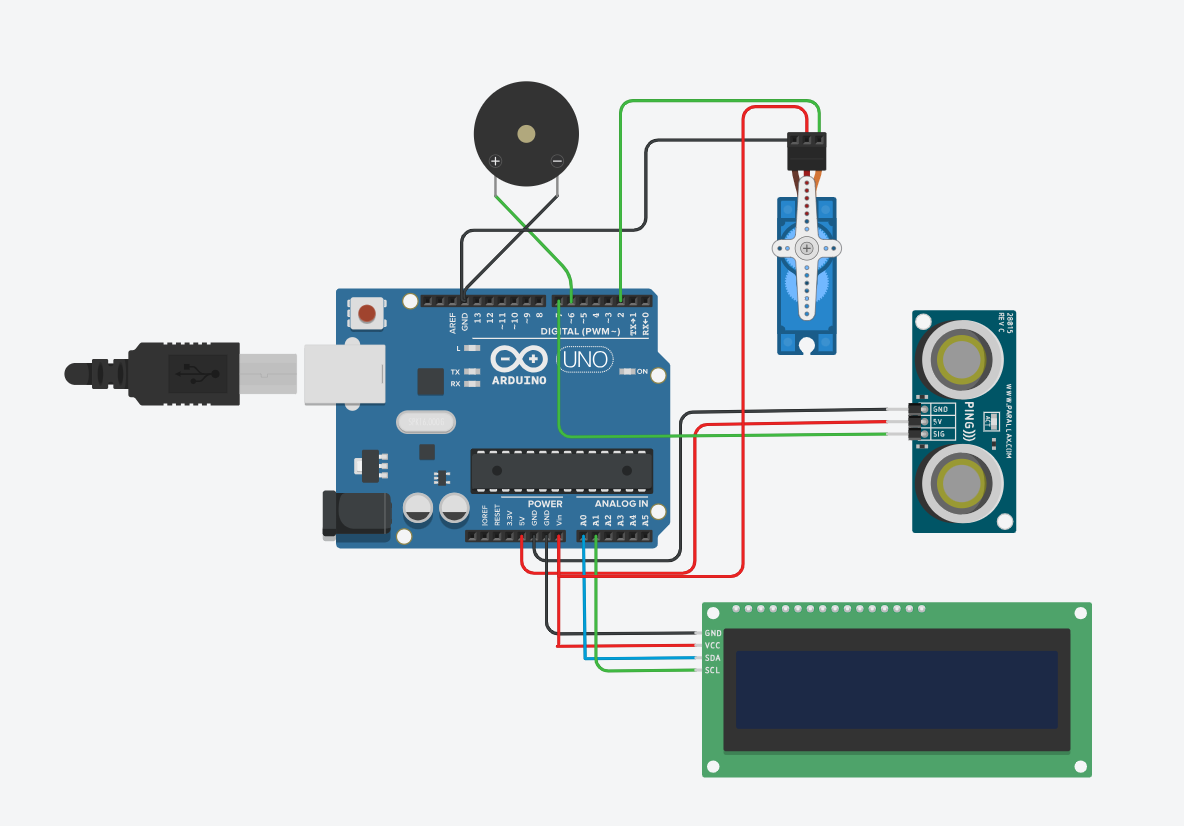 AREF
GND
13
12
~11
~10
~9
8
7
~6
~5
4
~3
2
TX→1
RX←0
DIGITAL (PWM~)
L
TX
RX
ARDUINO
UNO
ON
POWER
ANALOG IN
IOREF
RESET
3.3V
5V
GND
GND
Vin
A0
A1
A2
A3
A4
A5
28015
REV C
GND
5V
SIG
PING)))
ACT
WWW.PARALLAX.COM
GND
VCC
SDA
SCL